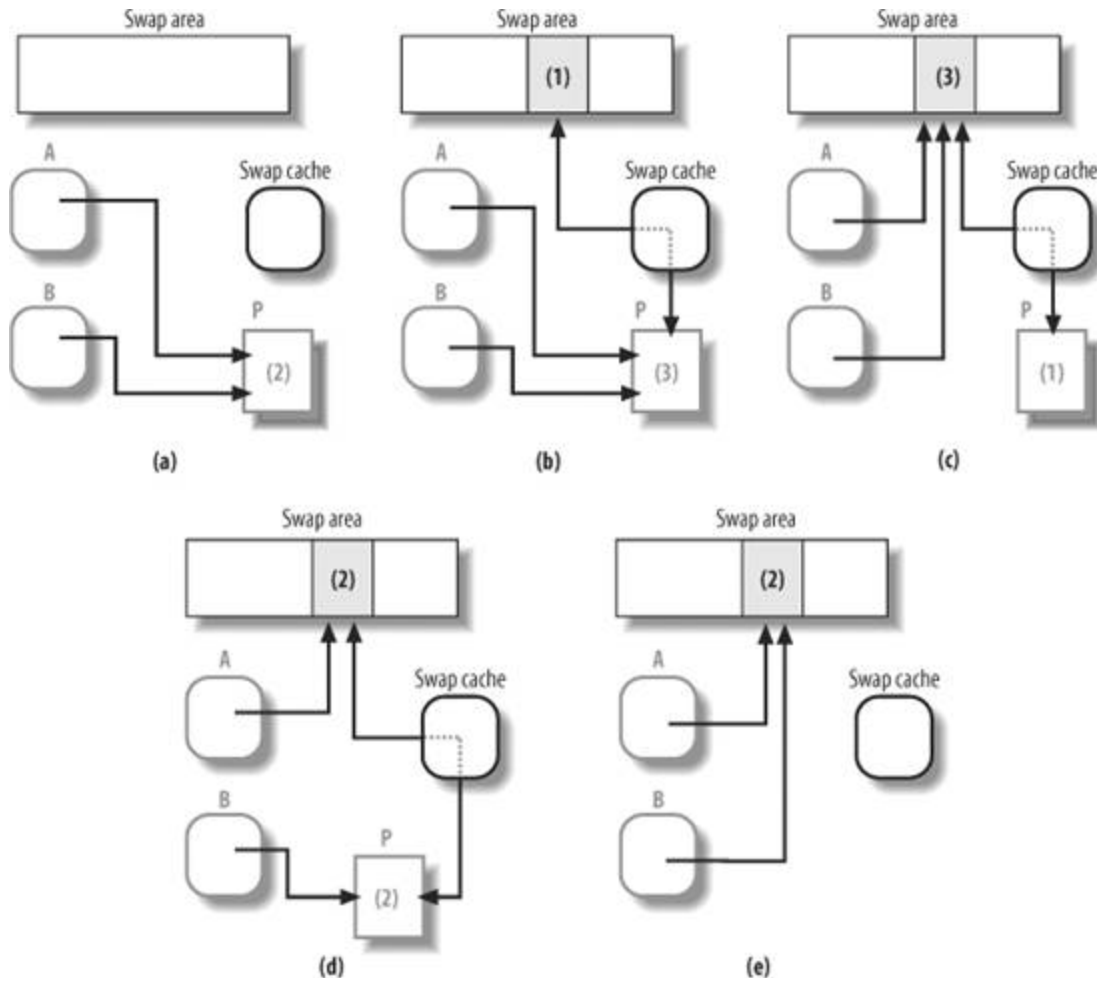 Swap area
A
Swap cache
B
P
(2)
(a)
Swap area
(1)
A
Swap cache
B
P
(3)
(b)
Swap area
(3)
A
Swap cache
B
P
(1)
(c)
Swap area
(2)
A
Swap cache
B
P
(2)
(d)
Swap area
(2)
A
Swap cache
B
(e)